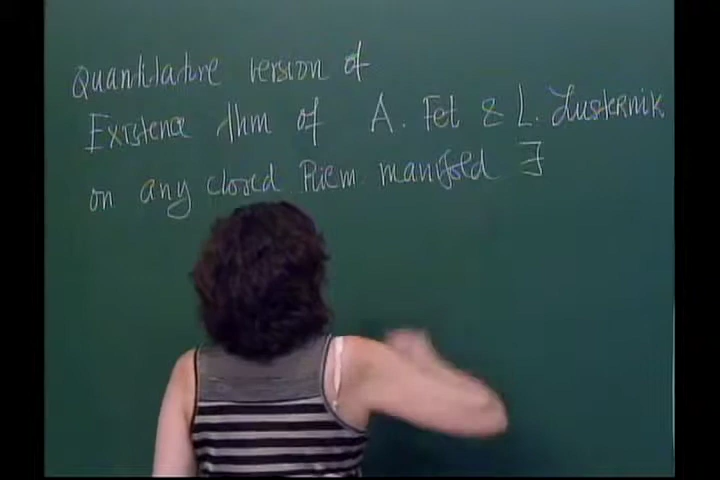 Quantitative version of
Existence thm of A. Fet & L. Lusternik
on any closed Riem. manifold ∃